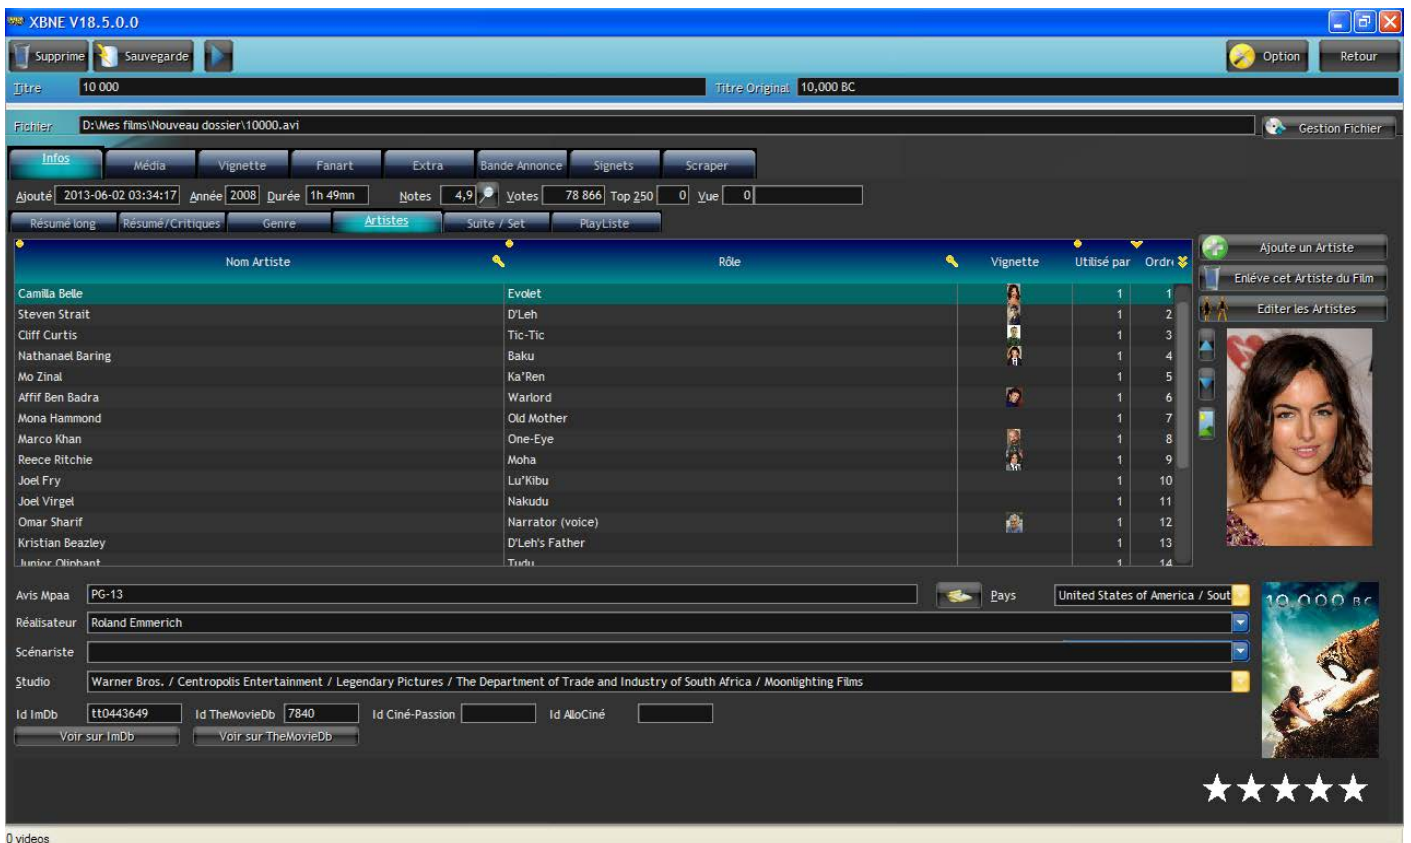 XBNE V18.5.0.0
Supprime Sauvegarde Option Retour
Titre 10 000 Titre Original 10,000 BC
Fichier D:\Mes films\Nouveau dossier\10000.avi Gestion Fichier
Infos Média Vignette Fanart Extra Bande Annonce Signets Scraper
Ajouté 2013-06-02 03:34:17 Année 2008 Durée 1h 49mn Notes 4,9 Votes 78 866 Top 250 0 Vue 0
Résumé long Résumé/Critiques Genre Artistes Suite / Set PlayListe
Nom Artiste Rôle Vignette Utilisé par Ordre
Ajoute un Artiste
Enléve cet Artiste du Film
Editer les Artistes
Camilla Belle Evolet 1 1
Steven Strait D'Leh 1 2
Cliff Curtis Tic-Tic 1 3
Nathanael Baring Baku 1 4
Mo Zinal Ka’Ren 1 5
Affif Ben Badra Warlord 1 6
Mona Hammond Old Mother 1 7
Marco Khan One-Eye 1 8
Reece Ritchie Moha 1 9
Joel Fry Lu’Kibu 1 10
Joel Virgel Nakudu 1 11
Omar Sharif Narrator (voice) 1 12
Kristian Beazley D'Leh's Father 1 13
Junior Oliphant Tudu 1 14
Avis Mpaa PG-13 Pays United States of America / Sout
10,000 BC
Réalisateur Roland Emmerich
Scénariste
Studio Warner Bros. / Centropolis Entertainment / Legendary Pictures / The Department of Trade and Industry of South Africa / Moonlighting Films
Id ImDb tt0443649 Id TheMovieDb 7840 Id Ciné-Passion Id AlloCiné
Voir sur ImDb Voir sur TheMovieDb
0 videos